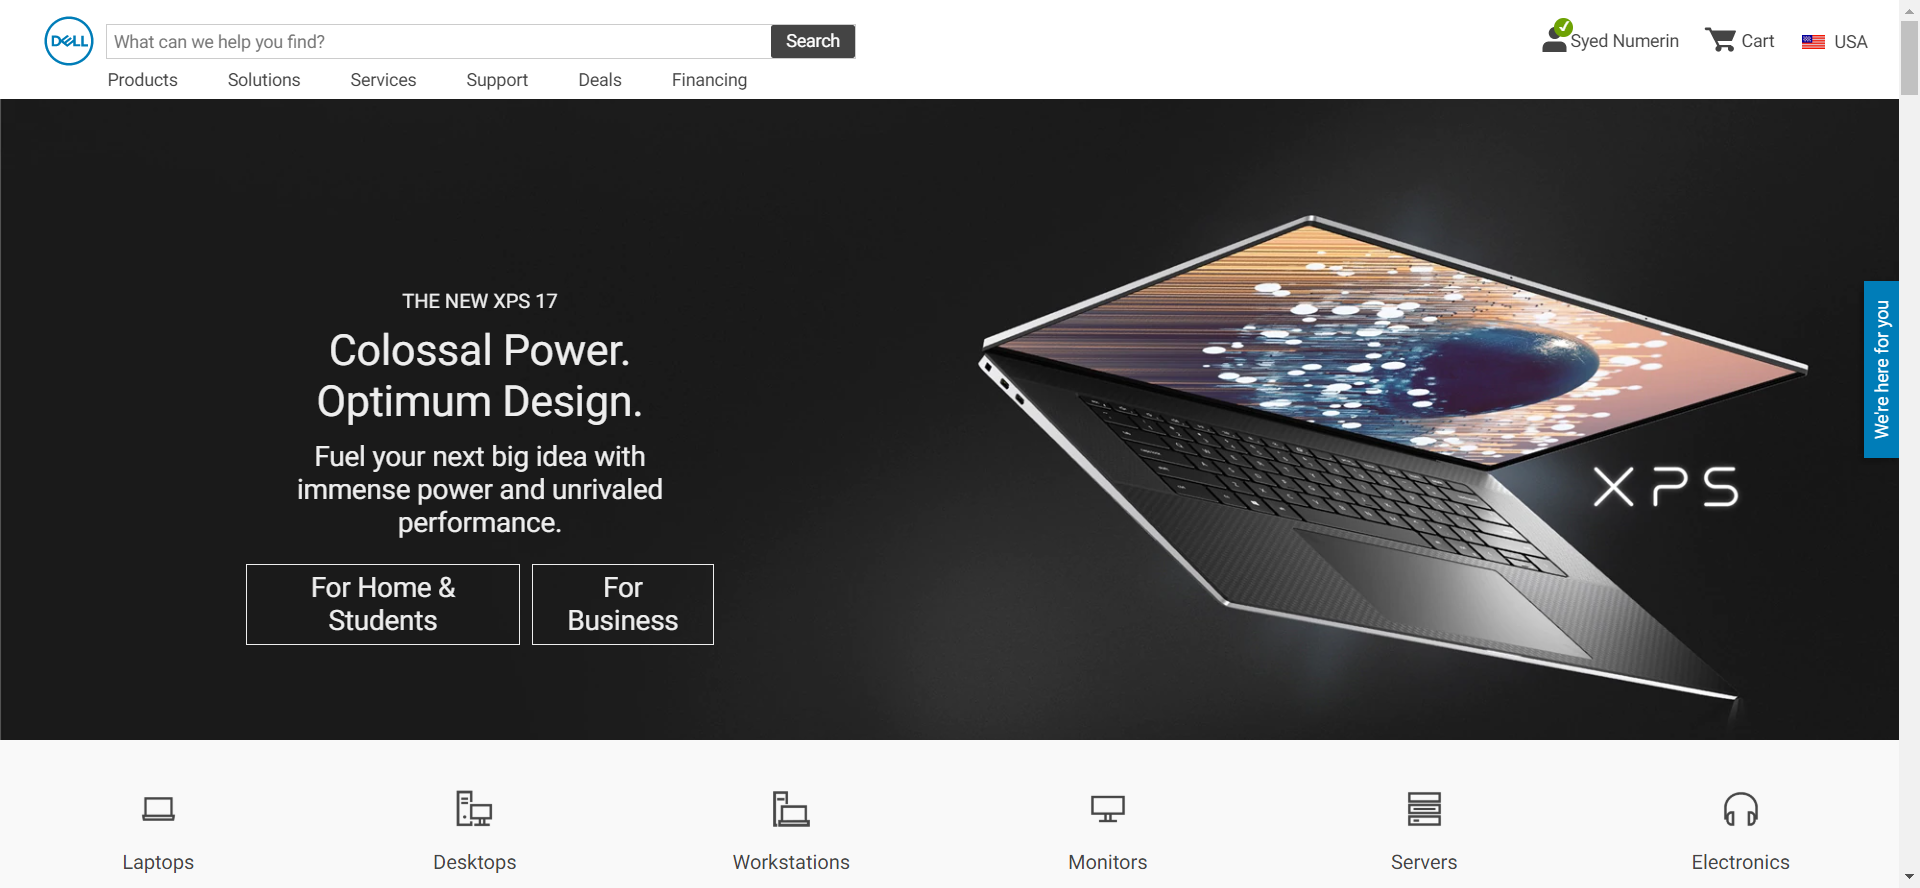 DELL
What can we help you find?
Search
Syed Numerin
Cart
USA
Products
Solutions
Services
Support
Deals
Financing
THE NEW XPS 17
Colossal Power.
Optimum Design.
Fuel your next big idea with
immense power and unrivaled
performance.
For Home &
Students
For
Business
XPS
We're here for you
Laptops
Desktops
Workstations
Monitors
Servers
Electronics